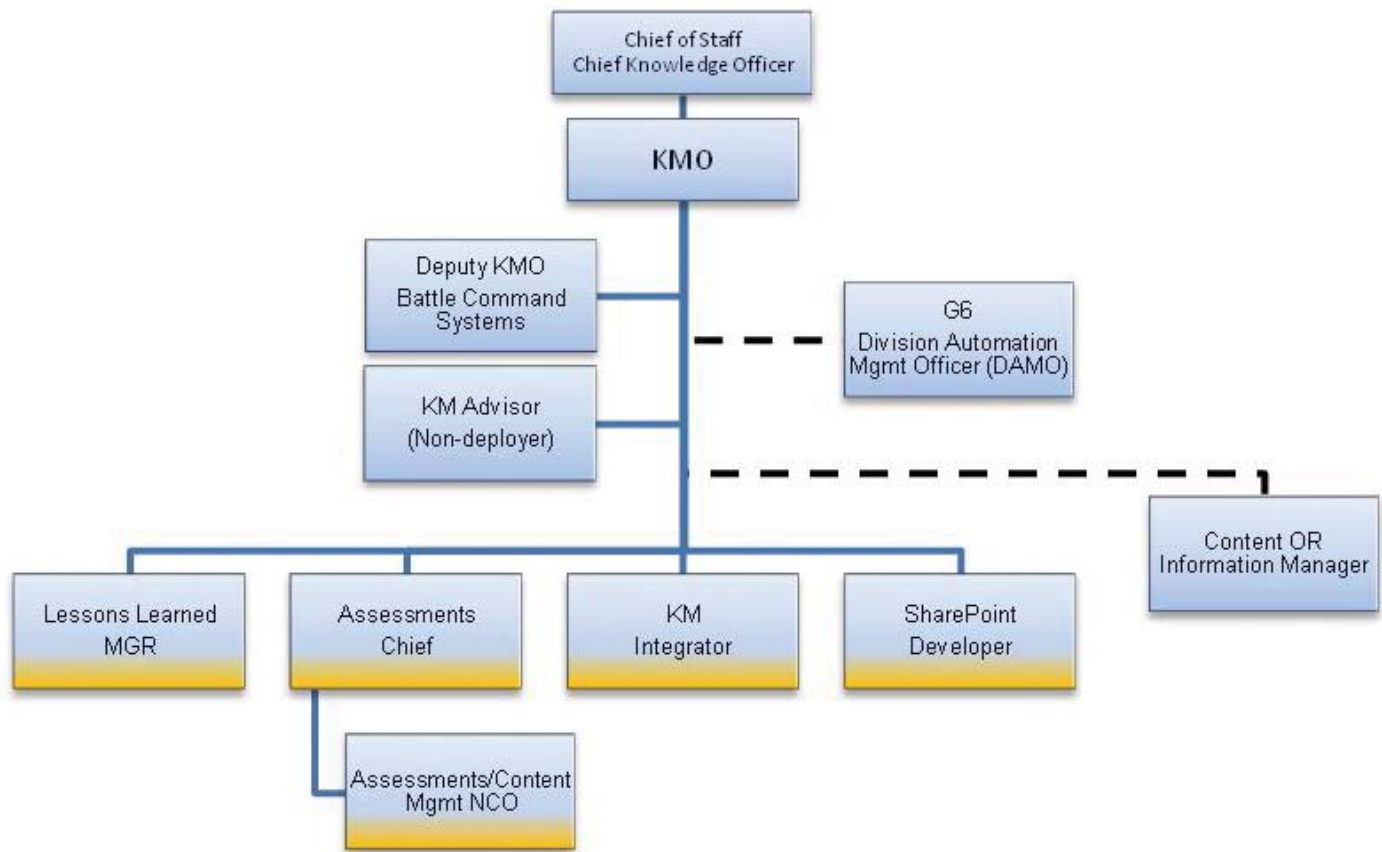 Chief of Staff
Chief Knowledge Officer
KMO
Deputy KMO
Battle Command
Systems
G6
Division Automation
Mgmt Officer (DAMO)
KM Advisor
(Non-deployer)
Content OR
Information Manager
Lessons Learned
MGR
Assessments
Chief
KM
Integrator
SharePoint
Developer
Assessments/Content
Mgmt NCO